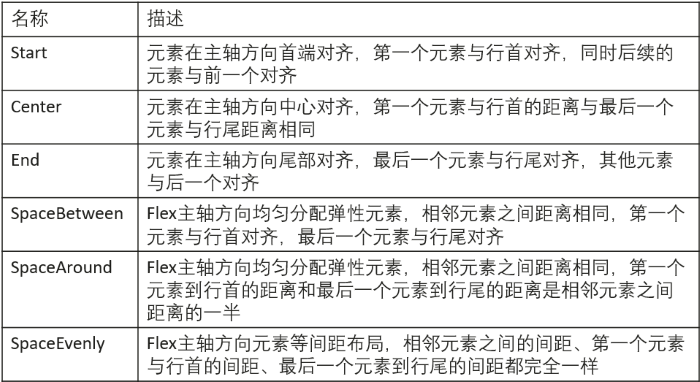 名称 描述
Start 元素在主轴方向首端对齐，第一个元素与行首对齐，同时后续的
元素与前一个对齐
Center 元素在主轴方向中心对齐，第一个元素与行首的距离与最后一个
元素与行尾距离相同
End 元素在主轴方向尾部对齐，最后一个元素与行尾对齐，其他元素
与后一个对齐
SpaceBetween Flex主轴方向均匀分配弹性元素，相邻元素之间距离相同，第一个
元素与行首对齐，最后一个元素与行尾对齐
SpaceAround Flex主轴方向均匀分配弹性元素，相邻元素之间距离相同，第一个
元素到行首的距离和最后一个元素到行尾的距离是相邻元素之间
距离的一半
SpaceEvenly Flex主轴方向元素等间距布局，相邻元素之间的间距、第一个元素
与行首的间距、最后一个元素到行尾的间距都完全一样